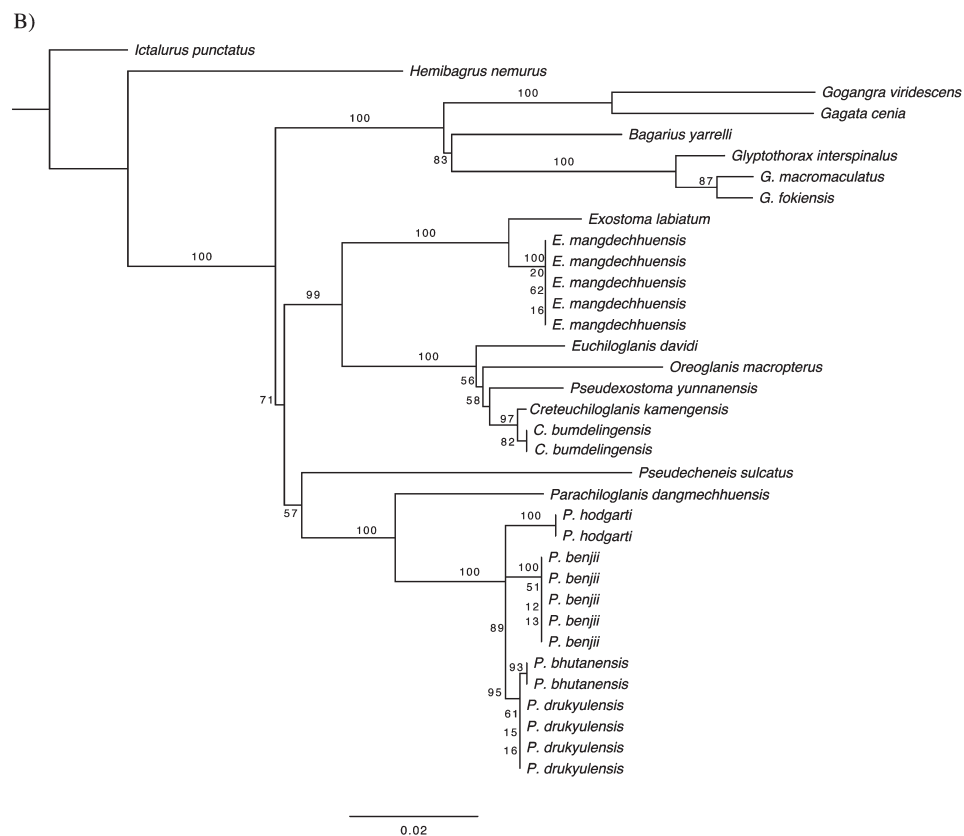 B)
Ictalurus punctatus
Hemibagrus nemurus
Gogangra viridescens
100
Gagata cenia
100
Bagarius yarrelli
83
Glyptothorax interspinalus
100
G. macromaculatus
87
G. fokiensis
Exostoma labiatum
100
E. mangdechhuensis
100
E. mangdechhuensis
20
E. mangdechhuensis
62
E. mangdechhuensis
16
E. mangdechhuensis
100
99
Euchiloglanis davidi
100
Oreoglanis macropterus
56
Pseudexostoma yunnanensis
58
Creteuchiloglanis kamengensis
97
C. bumdelingensis
82
C. bumdelingensis
71
Pseudecheneis sulcatus
Parachiloglanis dangmechhuensis
57
P. hodgarti
100
P. hodgarti
100
P. benjii
100
P. benjii
51
P. benjii
12
P. benjii
13
P. benjii
100
89
P. bhutanensis
93
P. bhutanensis
95
P. drukyulensis
61
P. drukyulensis
15
P. drukyulensis
16
P. drukyulensis
0.02